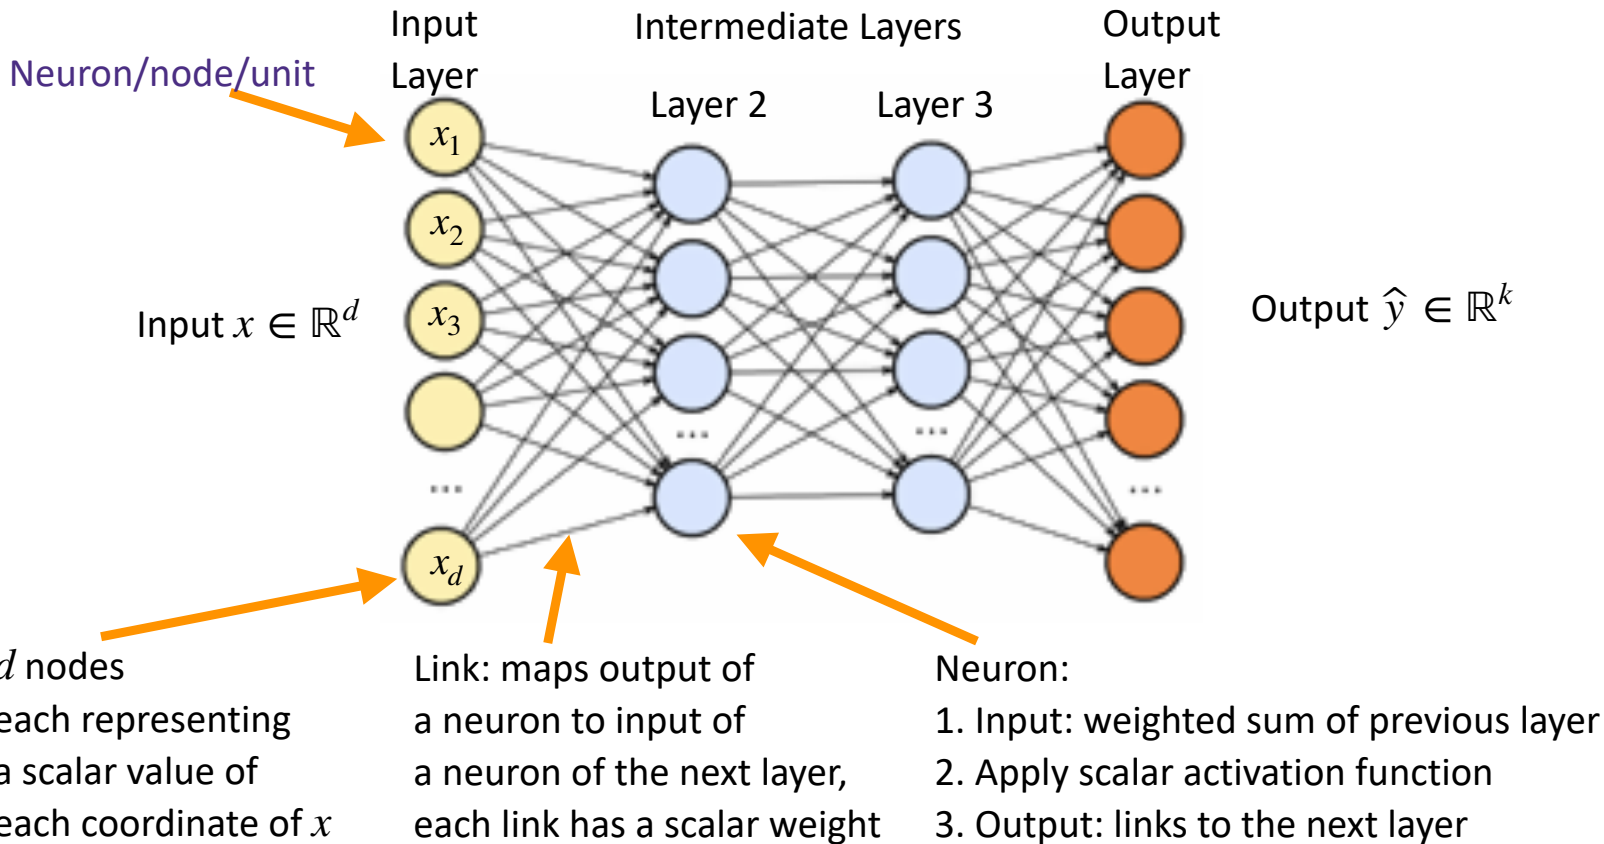 Input
Layer
Intermediate Layers
Output
Layer
Neuron/node/unit
Layer 2
Layer 3
x₁
x₂
x₃
...
x_d
...
...
...
Input x ∈ ℝᵈ
Output ŷ ∈ ℝᵏ
d nodes
each representing
a scalar value of
each coordinate of x
Link: maps output of
a neuron to input of
a neuron of the next layer,
each link has a scalar weight
Neuron:
1. Input: weighted sum of previous layer
2. Apply scalar activation function
3. Output: links to the next layer